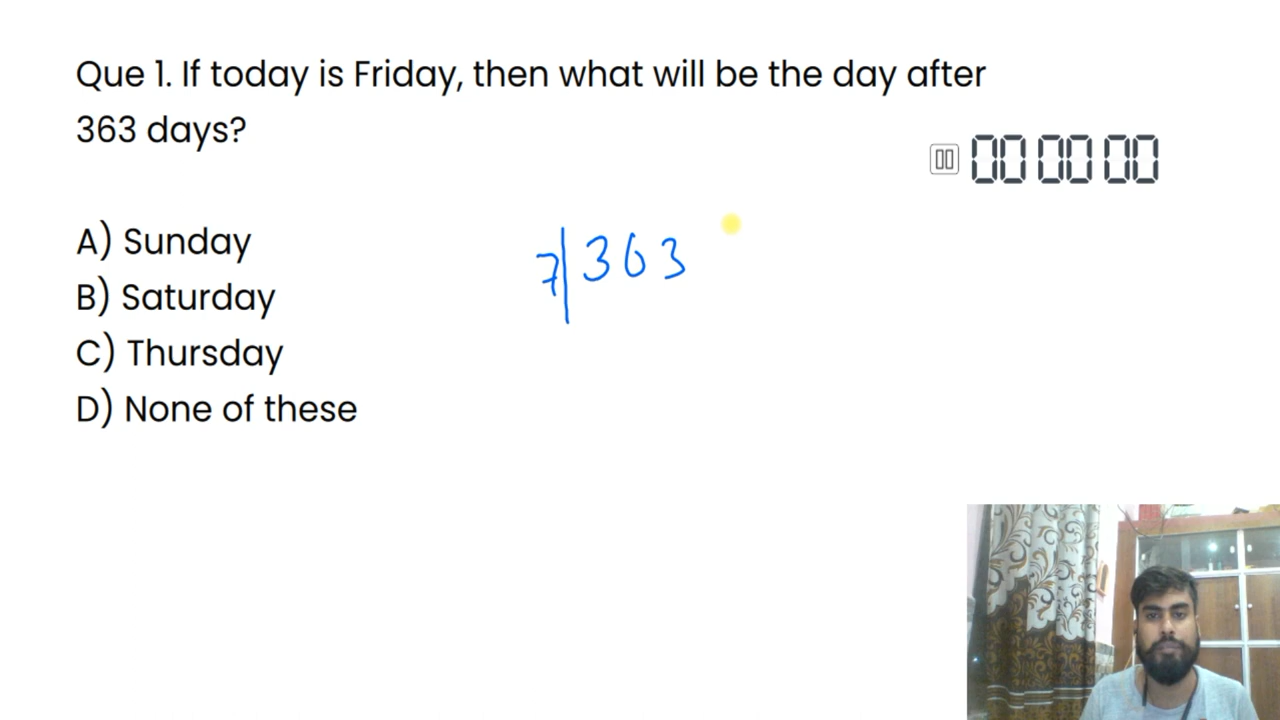 Que 1. If today is Friday, then what will be the day after
363 days?
00 00 00 00
A) Sunday
B) Saturday
C) Thursday
D) None of these
7 363